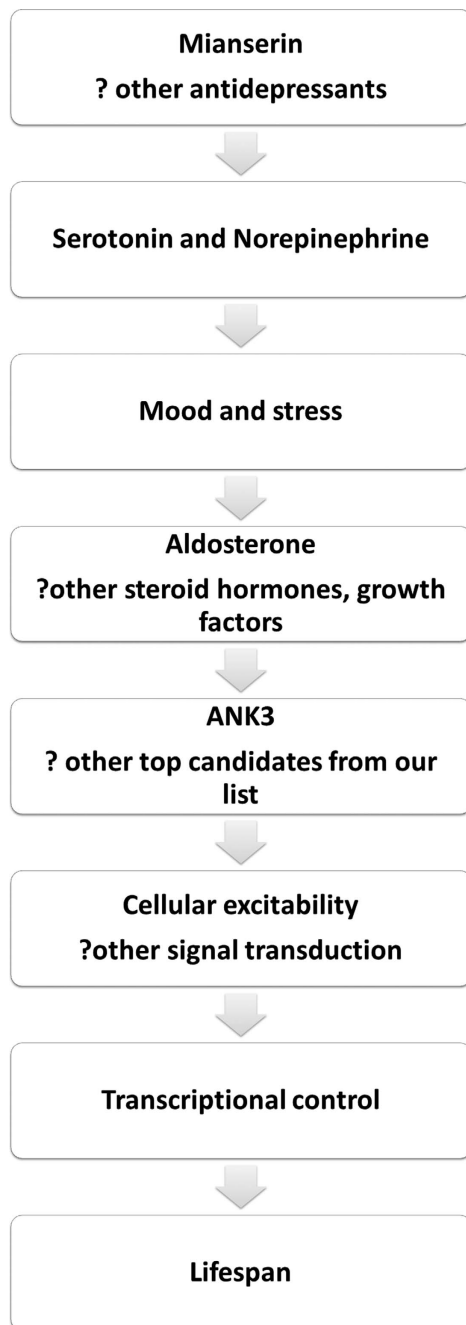 Mianserin
? other antidepressants
Serotonin and Norepinephrine
Mood and stress
Aldosterone
?other steroid hormones, growth
factors
ANK3
? other top candidates from our
list
Cellular excitability
?other signal transduction
Transcriptional control
Lifespan